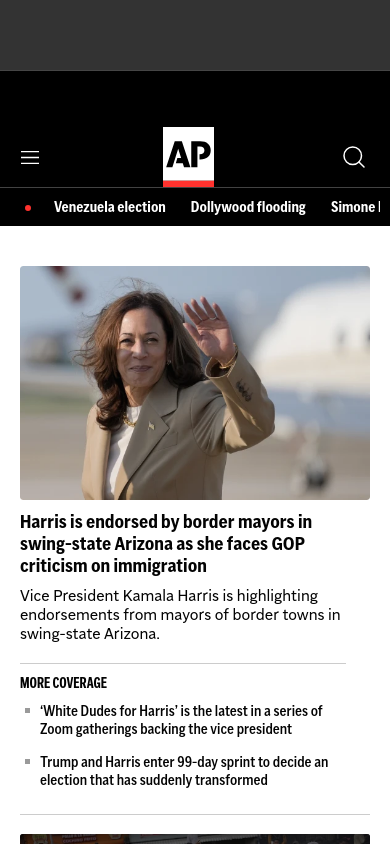 AP
Venezuela election Dollywood flooding Simone
Harris is endorsed by border mayors in
swing-state Arizona as she faces GOP
criticism on immigration
Vice President Kamala Harris is highlighting
endorsements from mayors of border towns in
swing-state Arizona.
MORE COVERAGE
‘White Dudes for Harris’ is the latest in a series of
Zoom gatherings backing the vice president
Trump and Harris enter 99-day sprint to decide an
election that has suddenly transformed